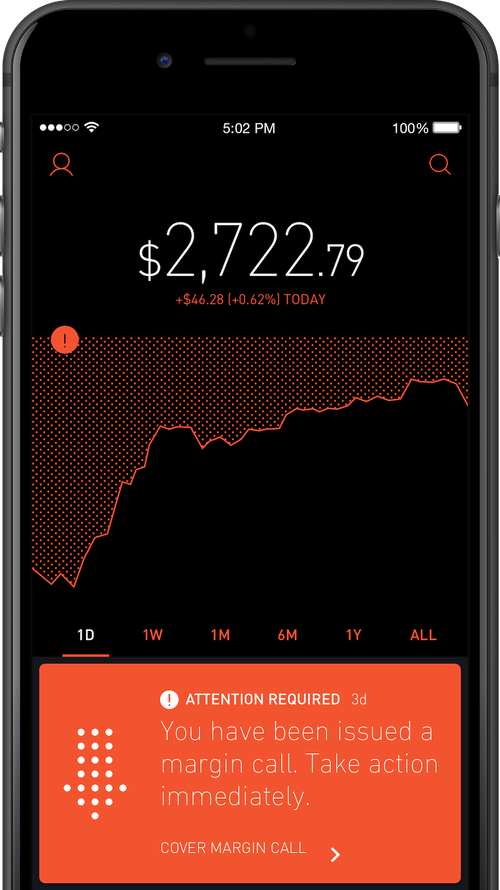 5:02 PM
100%
$2,722.79
+$46.28 (+0.62%) TODAY
!
1D 1W 1M 6M 1Y ALL
! ATTENTION REQUIRED 3d
You have been issued a
margin call. Take action
immediately.
COVER MARGIN CALL